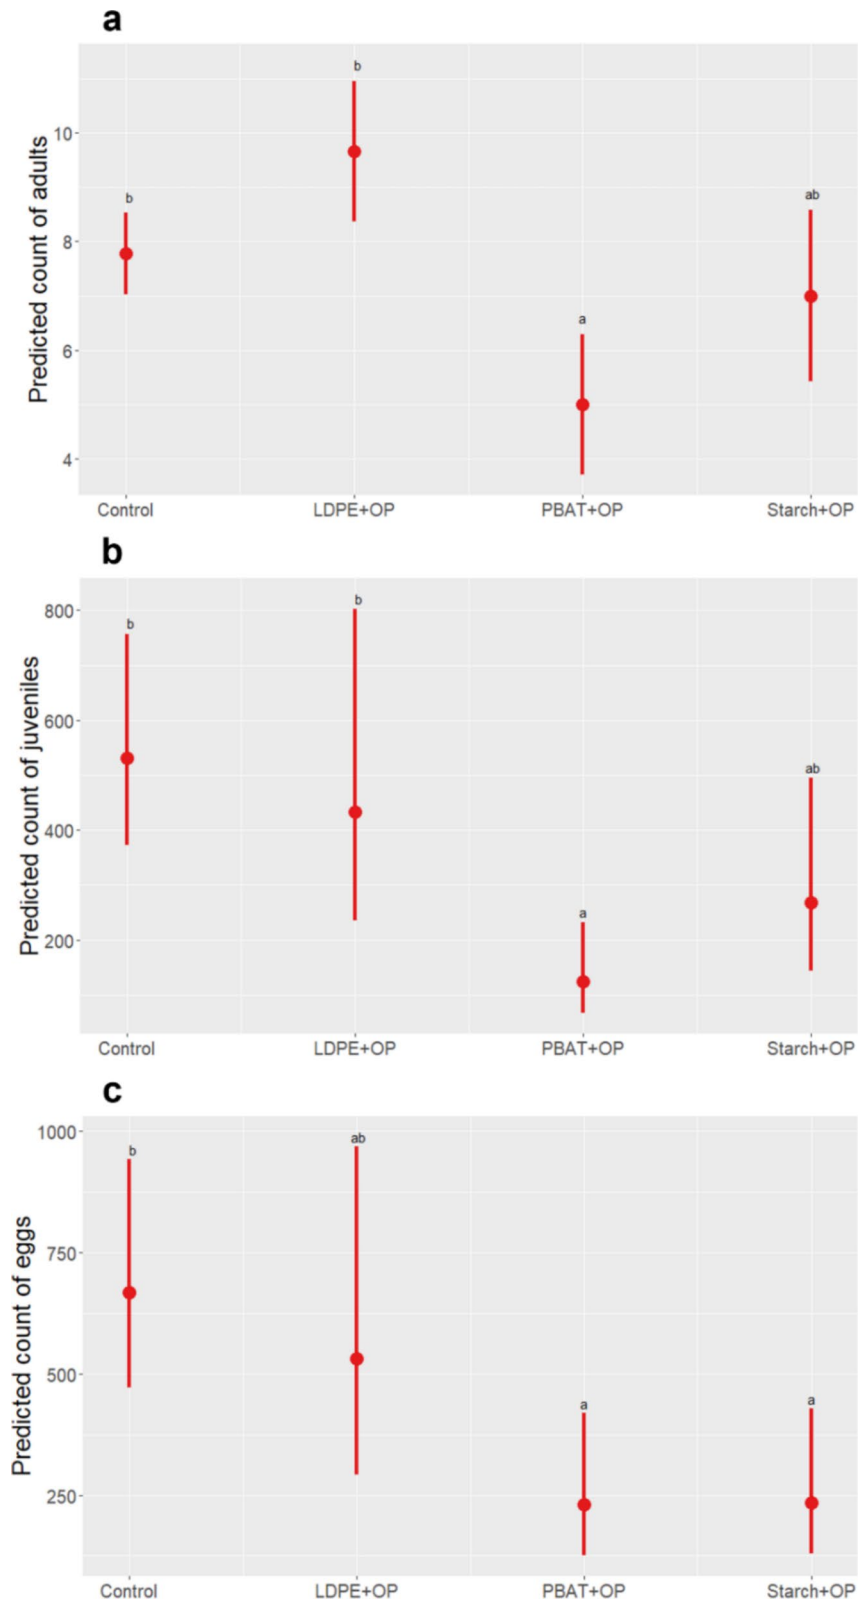 a
Predicted count of adults
10
8
6
4
b
b
a
ab
Control LDPE+OP PBAT+OP Starch+OP
b
Predicted count of juveniles
800
600
400
200
b
b
a
ab
Control LDPE+OP PBAT+OP Starch+OP
c
Predicted count of eggs
1000
750
500
250
b
ab
a
a
Control LDPE+OP PBAT+OP Starch+OP